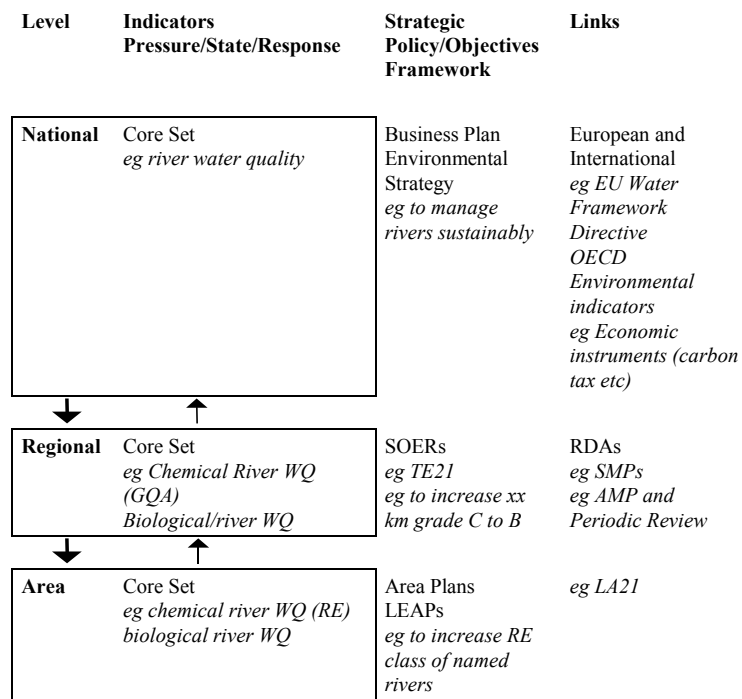 Level
Indicators
Pressure/State/Response
Strategic
Policy/Objectives
Framework
Links
National
Core Set
eg river water quality
Business Plan
Environmental
Strategy
eg to manage
rivers sustainably
European and
International
eg EU Water
Framework
Directive
OECD
Environmental
indicators
eg Economic
instruments (carbon
tax etc)
Regional
Core Set
eg Chemical River WQ
(GQA)
Biological/river WQ
SOERs
eg TE21
eg to increase xx
km grade C to B
RDAs
eg SMPs
eg AMP and
Periodic Review
Area
Core Set
eg chemical river WQ (RE)
biological river WQ
Area Plans
LEAPs
eg to increase RE
class of named
rivers
eg LA21